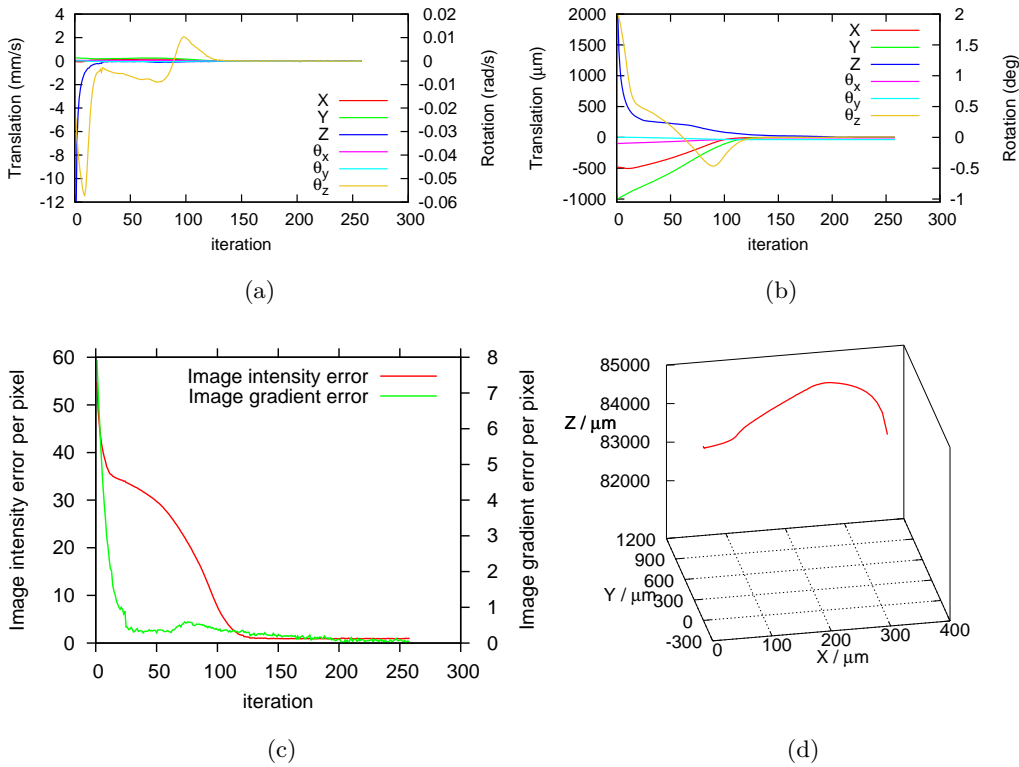 4
2
0
-2
-4
-6
-8
-10
-12
0 50 100 150 200 250 300
0.02
0.01
0
-0.01
-0.02
-0.03
-0.04
-0.05
-0.06
Translation (mm/s)
Rotation (rad/s)
iteration
X
Y
Z
θx
θy
θz
(a)
2000
1500
1000
500
0
-500
-1000
0 50 100 150 200 250 300
2
1.5
1
0.5
0
-0.5
-1
Translation (μm)
Rotation (deg)
iteration
X
Y
Z
θx
θy
θz
(b)
60
50
40
30
20
10
0
0 50 100 150 200 250 300
8
7
6
5
4
3
2
1
0
Image intensity error per pixel
Image gradient error per pixel
iteration
Image intensity error
Image gradient error
(c)
85000
84000
83000
82000
Z / μm
1200
900
600
300
0
-300
Y / μm
0 100 200 300 400
X / μm
(d)